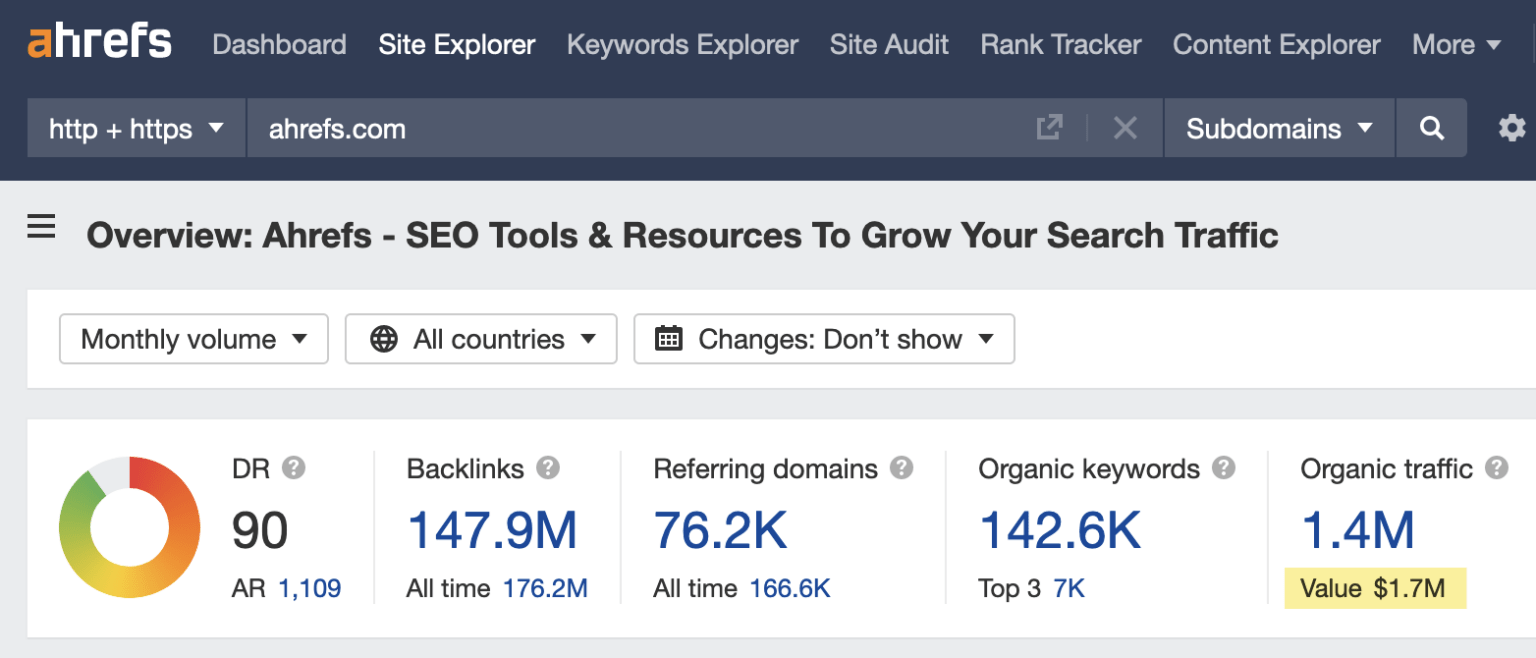 ahrefs Dashboard Site Explorer Keywords Explorer Site Audit Rank Tracker Content Explorer More
http + https ahrefs.com Subdomains
Overview: Ahrefs - SEO Tools & Resources To Grow Your Search Traffic
Monthly volume All countries Changes: Don’t show
DR ? Backlinks ? Referring domains ? Organic keywords ? Organic traffic ?
90 147.9M 76.2K 142.6K 1.4M
AR 1,109 All time 176.2M All time 166.6K Top 3 7K Value $1.7M